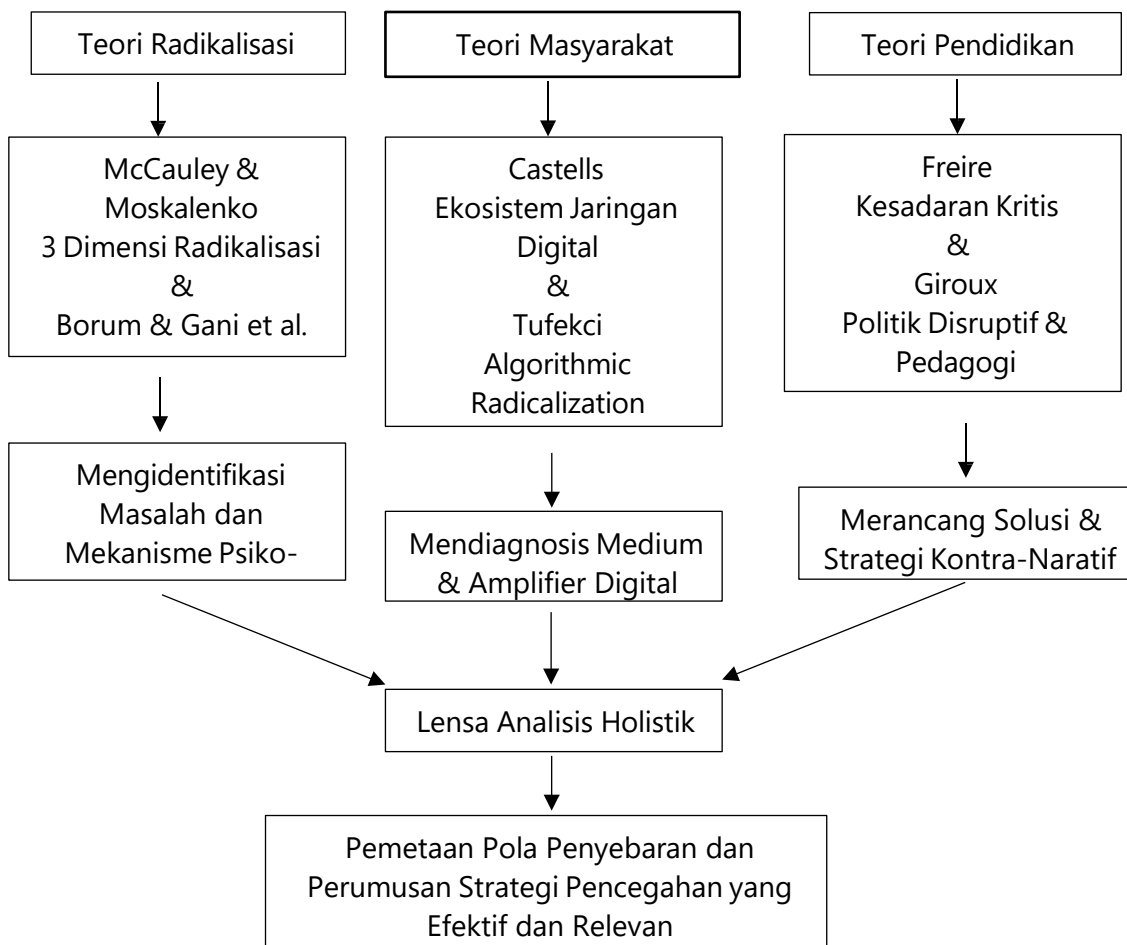 Teori Radikalisasi
Teori Masyarakat
Teori Pendidikan
McCauley &
Moskalenko
3 Dimensi Radikalisasi
&
Borum & Gani et al.
Castells
Ekosistem Jaringan
Digital
&
Tufekci
Algorithmic
Radicalization
Freire
Kesadaran Kritis
&
Giroux
Politik Disruptif &
Pedagogi
Mengidentifikasi
Masalah dan
Mekanisme Psiko-
Mendiagnosis Medium
& Amplifier Digital
Merancang Solusi &
Strategi Kontra-Naratif
Lensa Analisis Holistik
Pemetaan Pola Penyebaran dan
Perumusan Strategi Pencegahan yang
Efektif dan Relevan